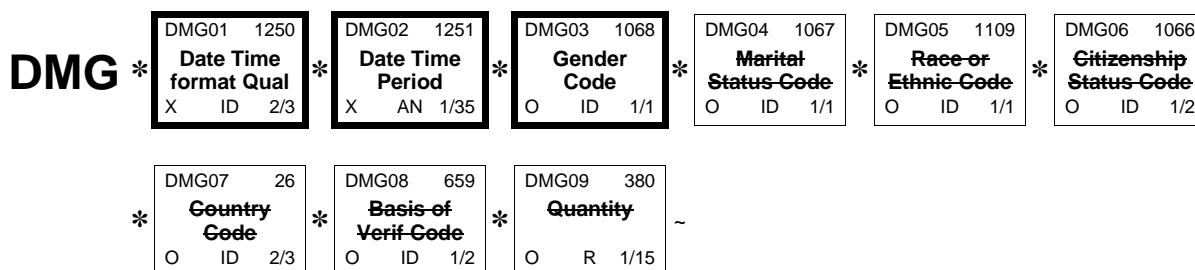 DMG01 1250 DMG02 1251 DMG03 1068 DMG04 1067 DMG05 1109 DMG06 1066
DMG * Date Time * Date Time * Gender * Marital * Race or * Citizenship
format Qual Period Code Status Code Ethnic Code Status Code
X ID 2/3 X AN 1/35 O ID 1/1 O ID 1/1 O ID 1/1 O ID 1/2
DMG07 26 DMG08 659 DMG09 380
* Country * Basis of * Quantity ~
Code Verif Code
O ID 2/3 O ID 1/2 O R 1/15